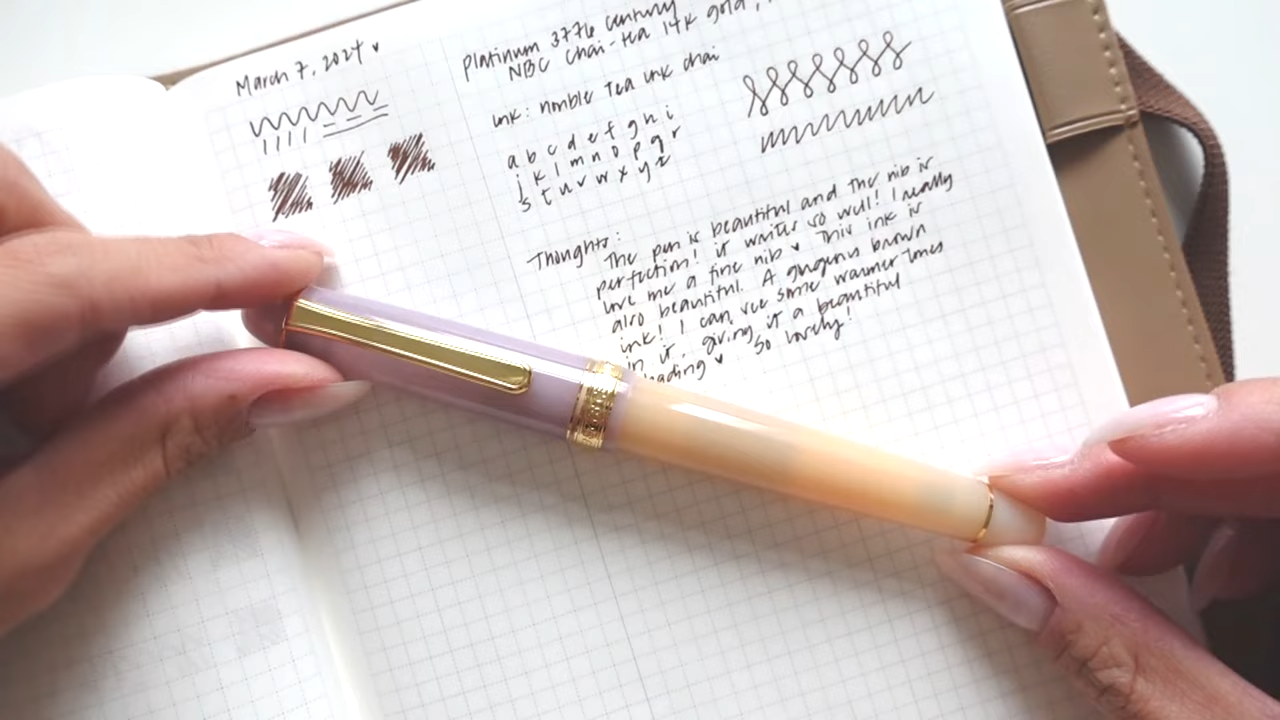 March 7, 2024 ♥
Platinum 3776 century
NBC Chai-tea 14k gold,
ink: nonble Tea ink chai
a b c d e f g h i
j k l m n o p q r
s t u v w x y z
Thoughts:
The pen is beautiful and the nib is
perfection! it writes so well! I really
love me a fine nib ♥ This ink is
also beautiful. A gorgeous brown
ink! I can see some warmer tones
in it, giving it a beautiful
hading ♥ So lovely!